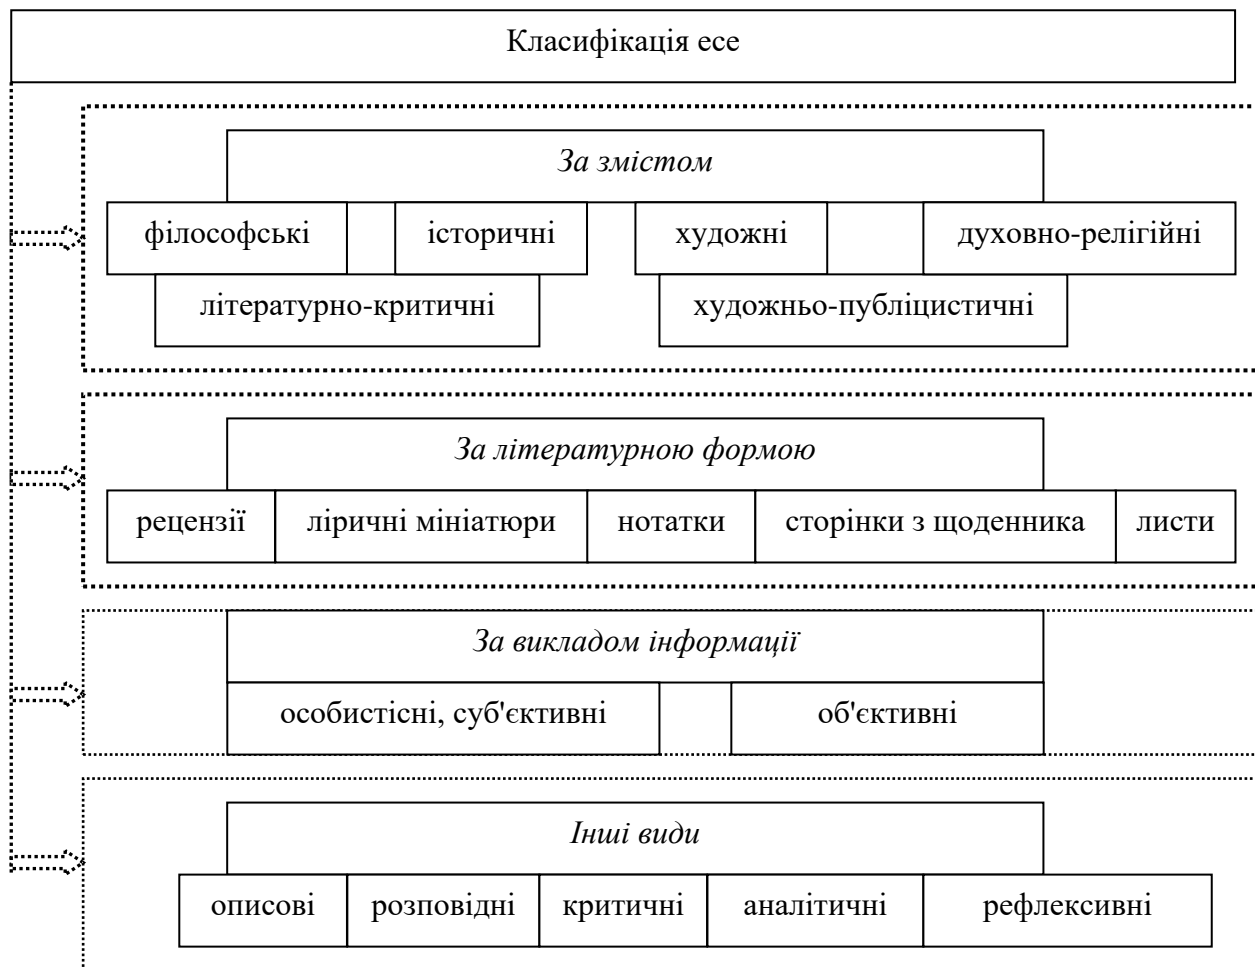 Класифікація есе
За змістом
філософські історичні художні духовно-релігійні
літературно-критичні художньо-публіцистичні
За літературною формою
рецензії ліричні мініатюри нотатки сторінки з щоденника листи
За викладом інформації
особистісні, суб'єктивні об'єктивні
Інші види
описові розповідні критичні аналітичні рефлексивні